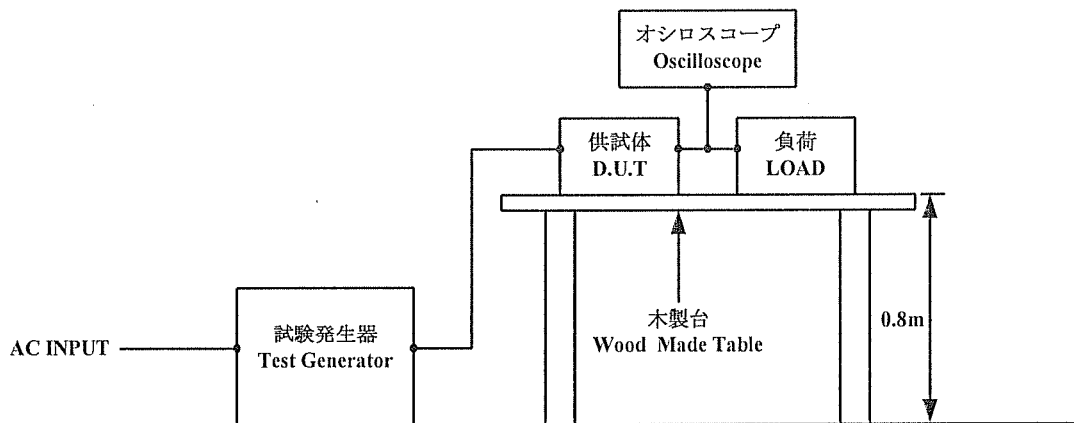 オシロスコープ
Oscilloscope
供試体
D.U.T
負荷
LOAD
木製台
Wood Made Table
0.8m
試験発生器
Test Generator
AC INPUT